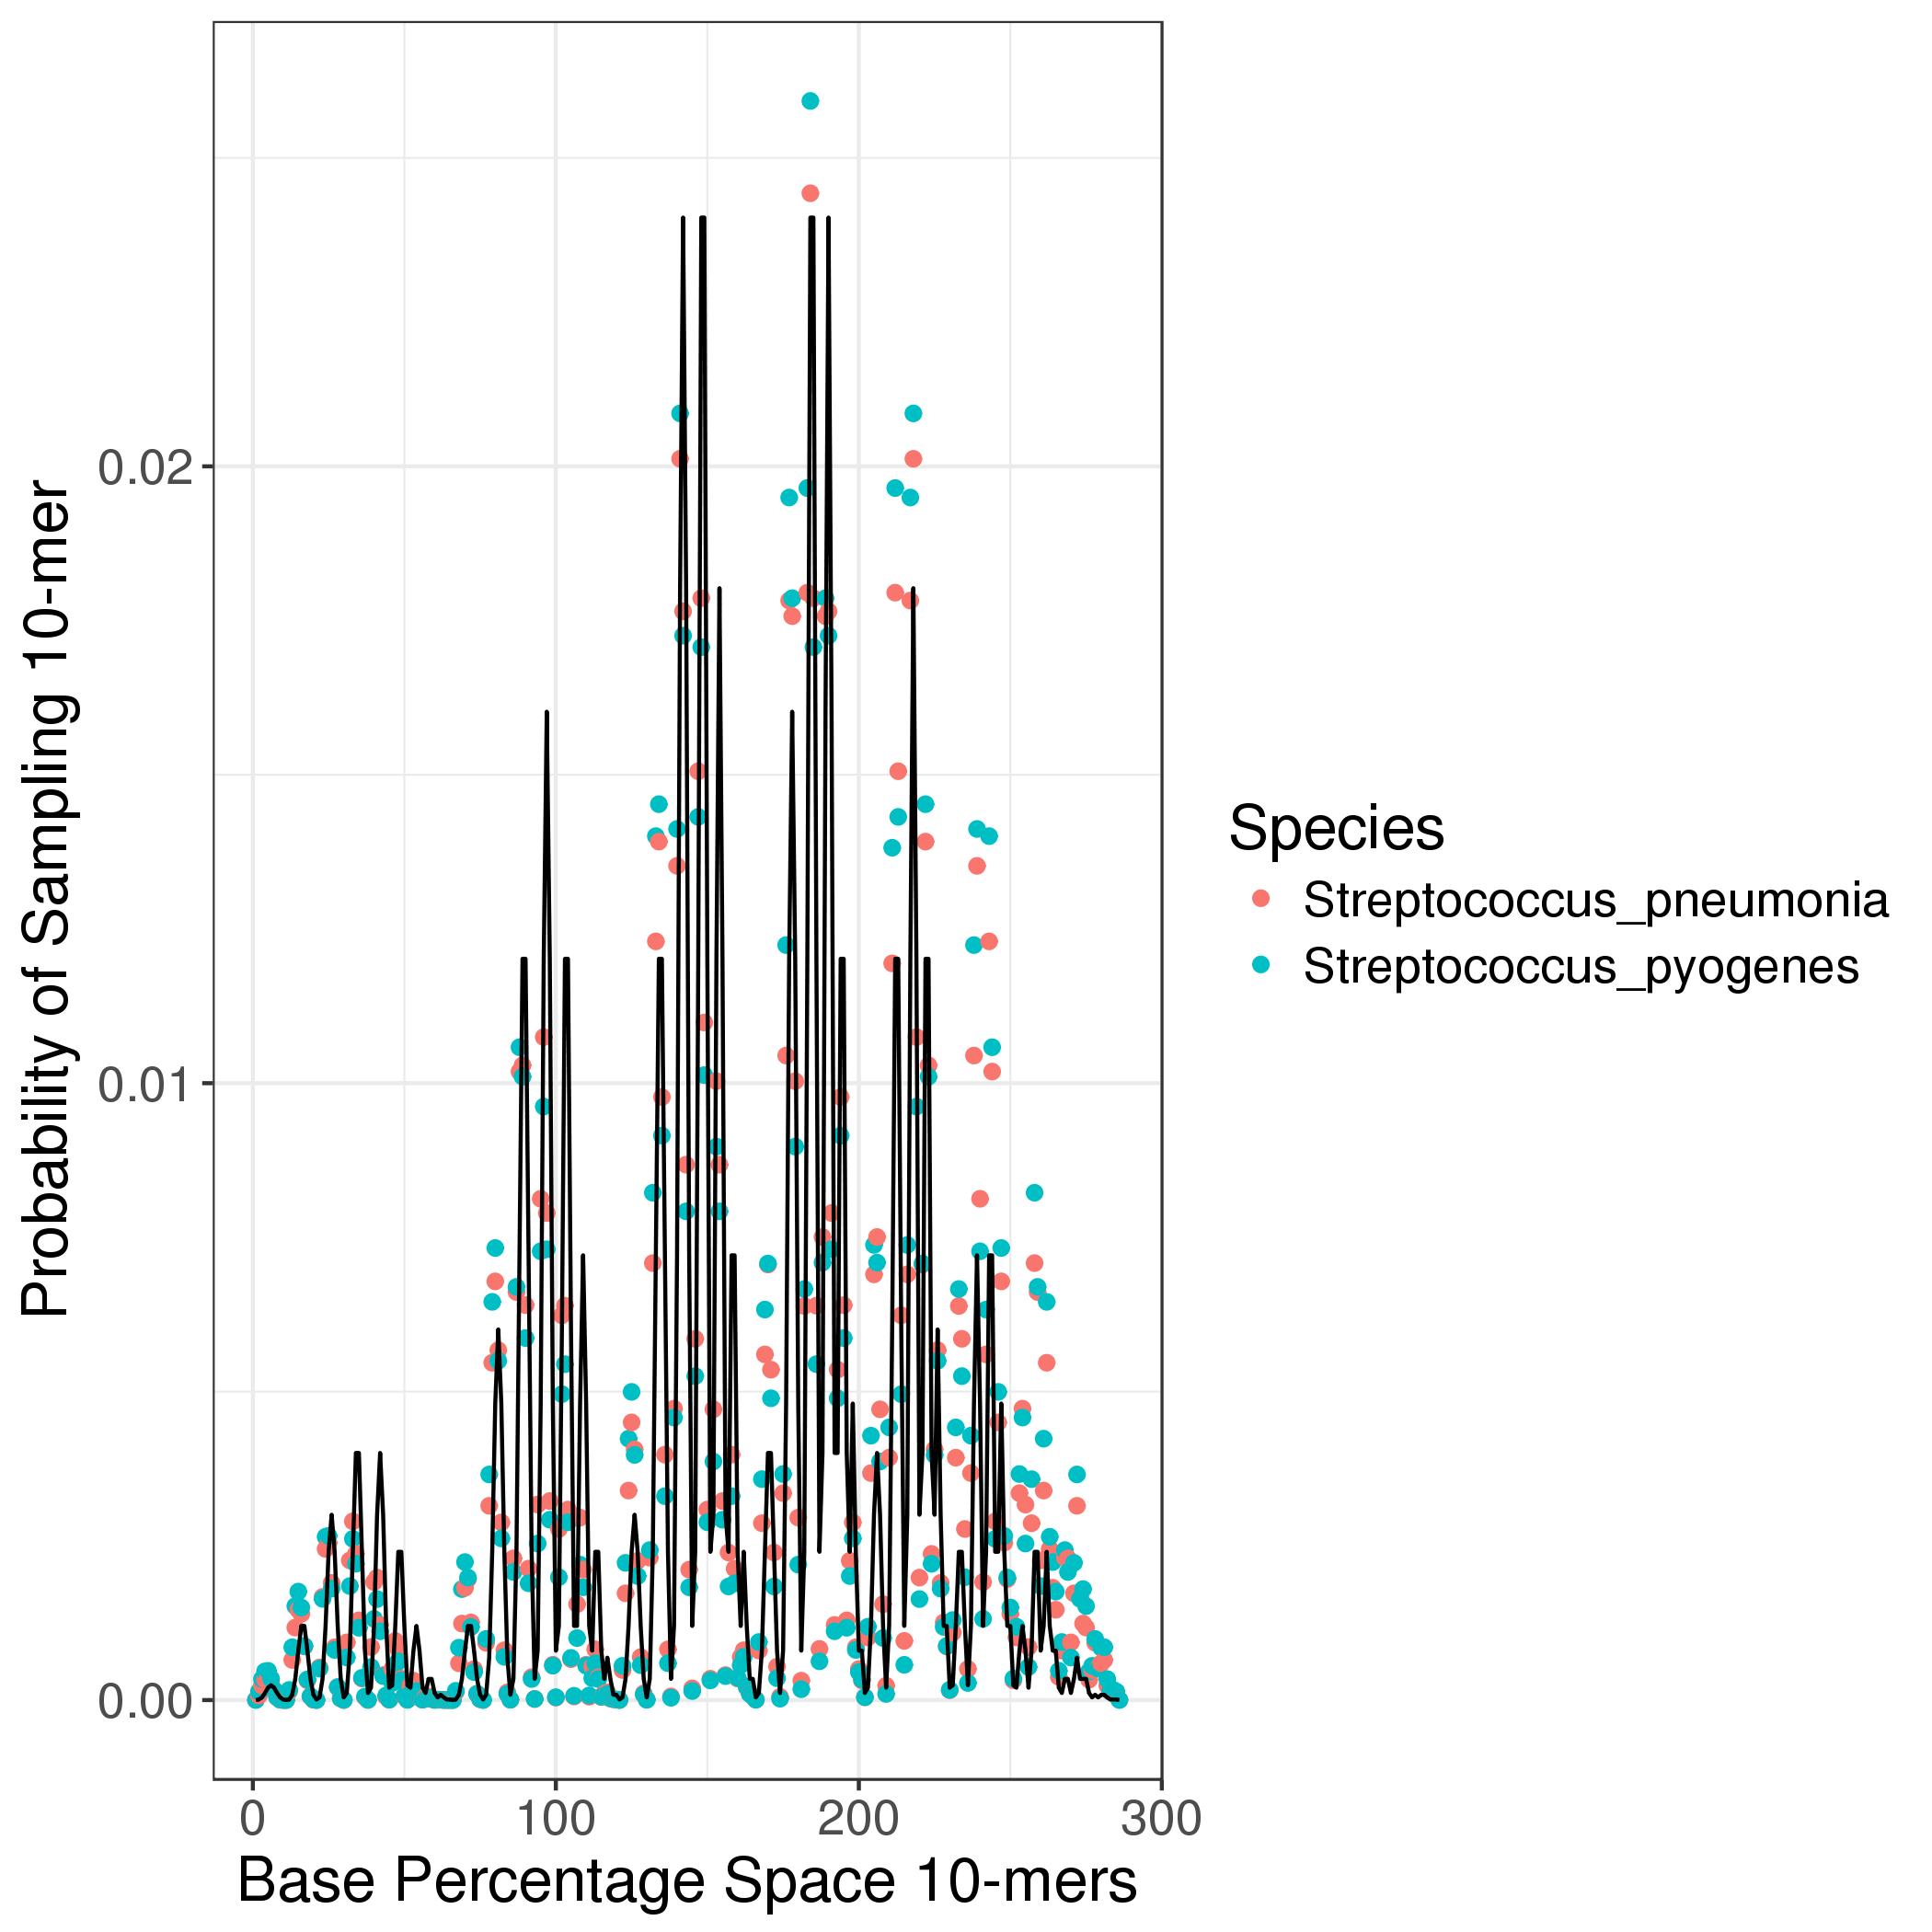 Probability of Sampling 10-mer
0.02
0.01
0.00
0
100
200
300
Base Percentage Space 10-mers
Species
Streptococcus_pneumonia
Streptococcus_pyogenes